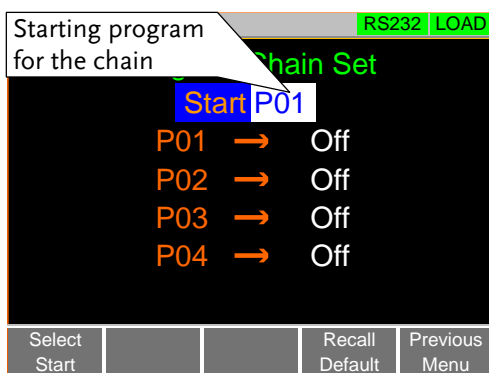 Starting program
for the chain
RS232 LOAD
Chain Set
Start P01
P01 → Off
P02 → Off
P03 → Off
P04 → Off
Select Start
Recall Default
Previous Menu